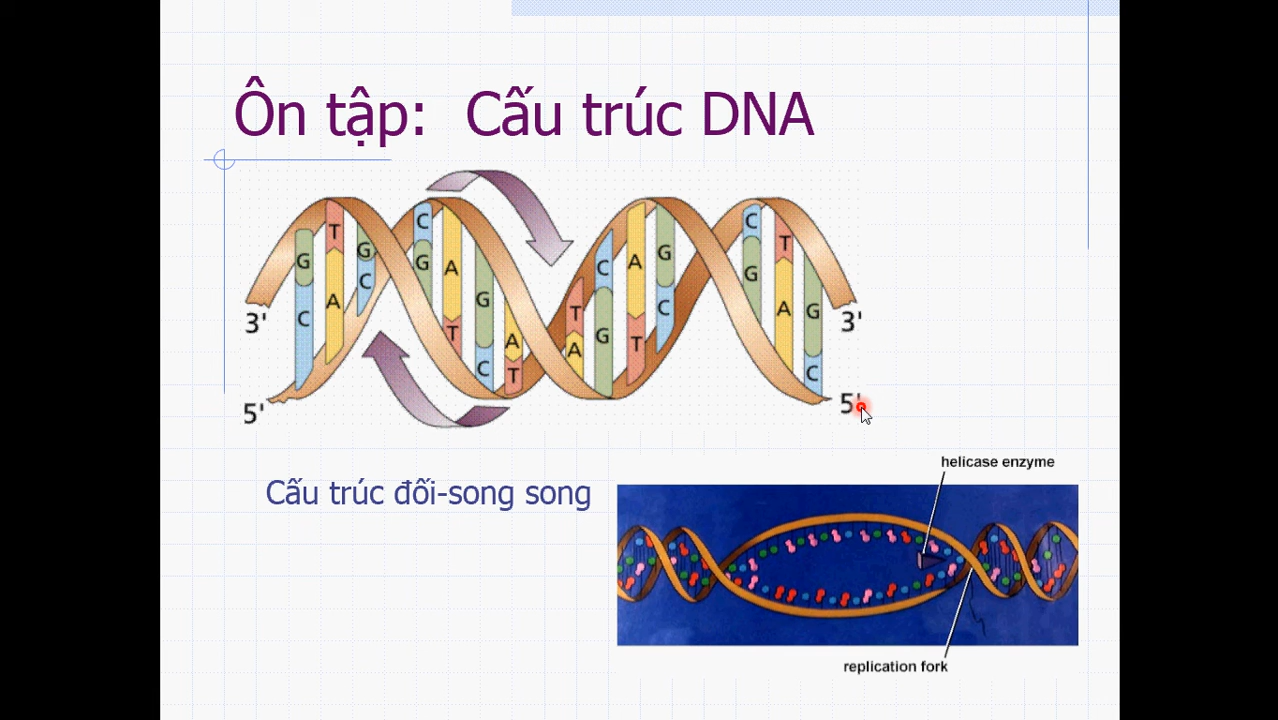 Ôn tập: Cấu trúc DNA
G T G C G A G A T C A G C T G
C A C G A T C T A G T C G A C
3'
3'
5'
5'
helicase enzyme
Cấu trúc đối-song song
replication fork